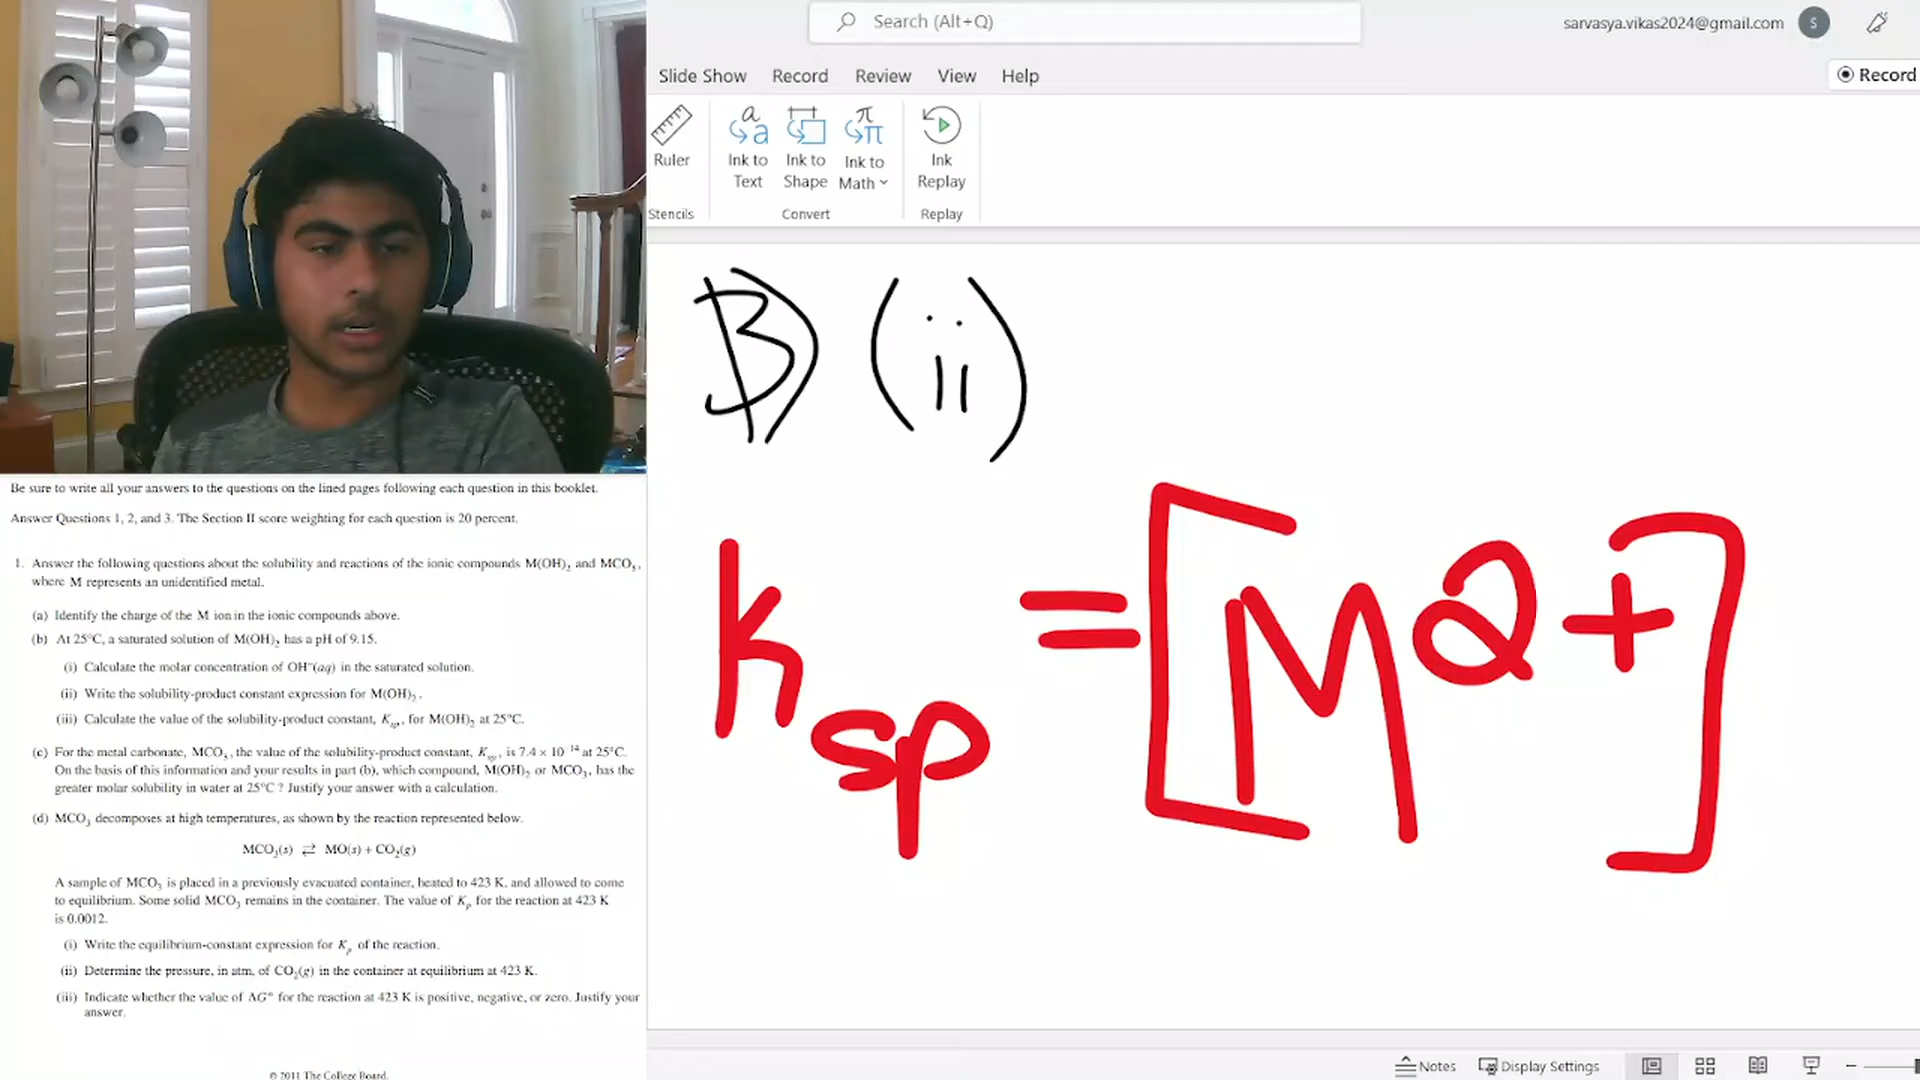 Search (Alt+Q)
sarvasya.vikas2024@gmail.com
S
Slide Show Record Review View Help
Record
Ruler
Ink to Text
Ink to Shape
Ink to Math
Ink Replay
Stencils
Convert
Replay
B) (ii)
Ksp = [M2+]
Be sure to write all your answers to the questions on the lined pages following each question in this booklet.
Answer Questions 1, 2, and 3. The Section II score weighting for each question is 20 percent.
1. Answer the following questions about the solubility and reactions of the ionic compounds M(OH)₂ and MCO₃,
where M represents an unidentified metal.
(a) Identify the charge of the M ion in the ionic compounds above.
(b) At 25°C, a saturated solution of M(OH)₂ has a pH of 9.15.
(i) Calculate the molar concentration of OH⁻(aq) in the saturated solution.
(ii) Write the solubility-product constant expression for M(OH)₂.
(iii) Calculate the value of the solubility-product constant, Ksp, for M(OH)₂ at 25°C.
(c) For the metal carbonate, MCO₃, the value of the solubility-product constant, Ksp, is 7.4 × 10⁻¹⁴ at 25°C.
On the basis of this information and your results in part (b), which compound, M(OH)₂ or MCO₃, has the
greater molar solubility in water at 25°C? Justify your answer with a calculation.
(d) MCO₃ decomposes at high temperatures, as shown by the reaction represented below.
MCO₃(s) ⇄ MO(s) + CO₂(g)
A sample of MCO₃ is placed in a previously evacuated container, heated to 423 K, and allowed to come
to equilibrium. Some solid MCO₃ remains in the container. The value of Kp for the reaction at 423 K
is 0.0012.
(i) Write the equilibrium-constant expression for Kp of the reaction.
(ii) Determine the pressure, in atm, of CO₂(g) in the container at equilibrium at 423 K.
(iii) Indicate whether the value of ΔG° for the reaction at 423 K is positive, negative, or zero. Justify your
answer.
© 2011 The College Board.
Notes Display Settings